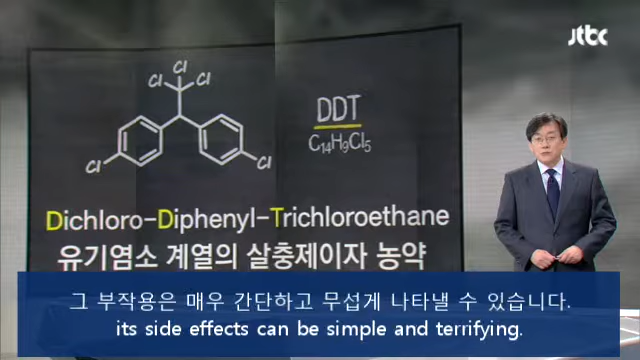 jtbc
Cl
Cl
Cl
Cl
Cl
DDT
C₁₄H₉Cl₅
Dichloro-Diphenyl-Trichloroethane
유기염소 계열의 살충제이자 농약
그 부작용은 매우 간단하고 무섭게 나타낼 수 있습니다.
its side effects can be simple and terrifying.